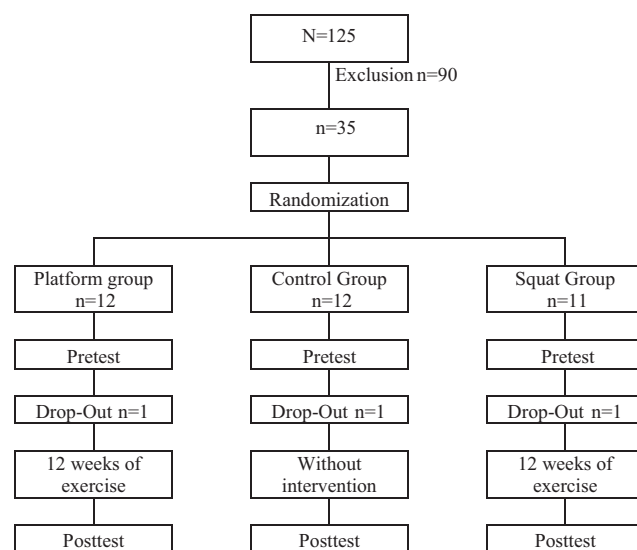 N=125
Exclusion n=90
n=35
Randomization
Platform group
n=12
Control Group
n=12
Squat Group
n=11
Pretest
Pretest
Pretest
Drop-Out n=1
Drop-Out n=1
Drop-Out n=1
12 weeks of
exercise
Without
intervention
12 weeks of
exercise
Posttest
Posttest
Posttest